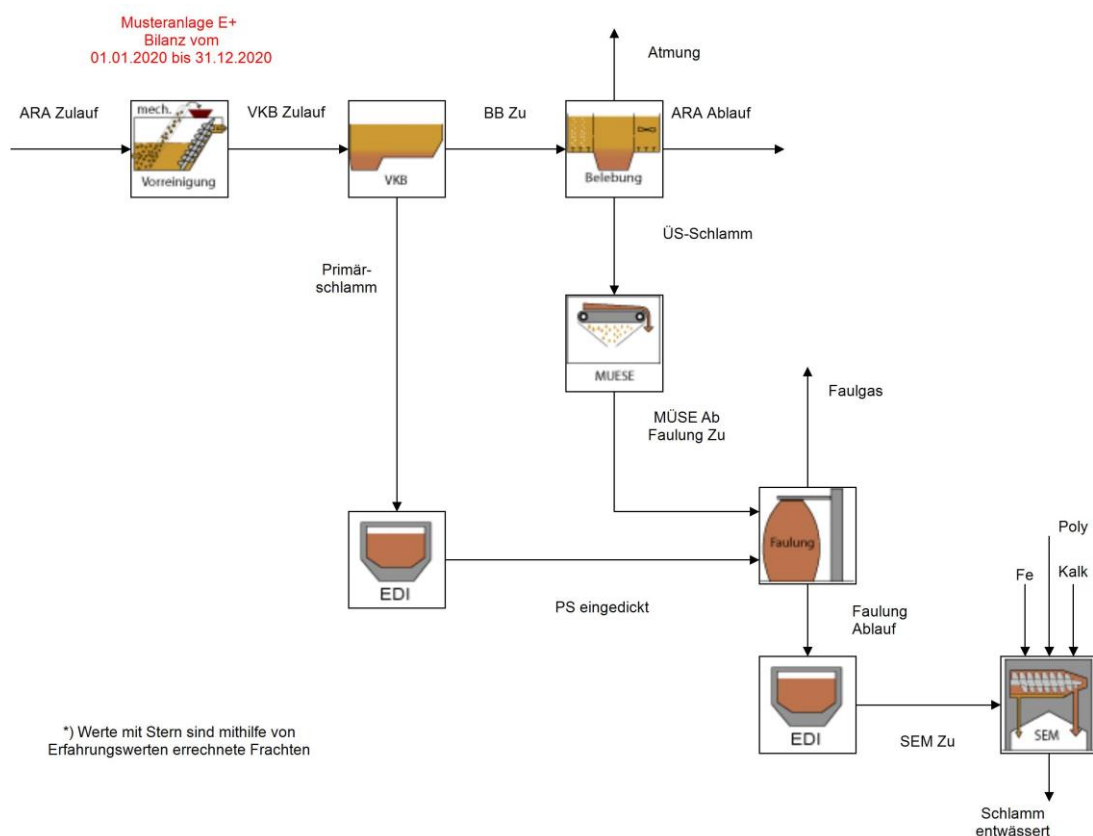 Musteranlage E+
Bilanz vom
01.01.2020 bis 31.12.2020
Atmung
ARA Zulauf
mech.
Vorreinigung
VKB Zulauf
VKB
BB Zu
Belebung
ARA Ablauf
ÜS-Schlamm
Primär-
schlamm
MUESE
MÜSE Ab
Faulung Zu
Faulgas
Faulung
EDI
PS eingedickt
Faulung
Ablauf
Poly
Fe
Kalk
EDI
SEM Zu
SEM
Schlamm
entwässert
*) Werte mit Stern sind mithilfe von
Erfahrungswerten errechnete Frachten